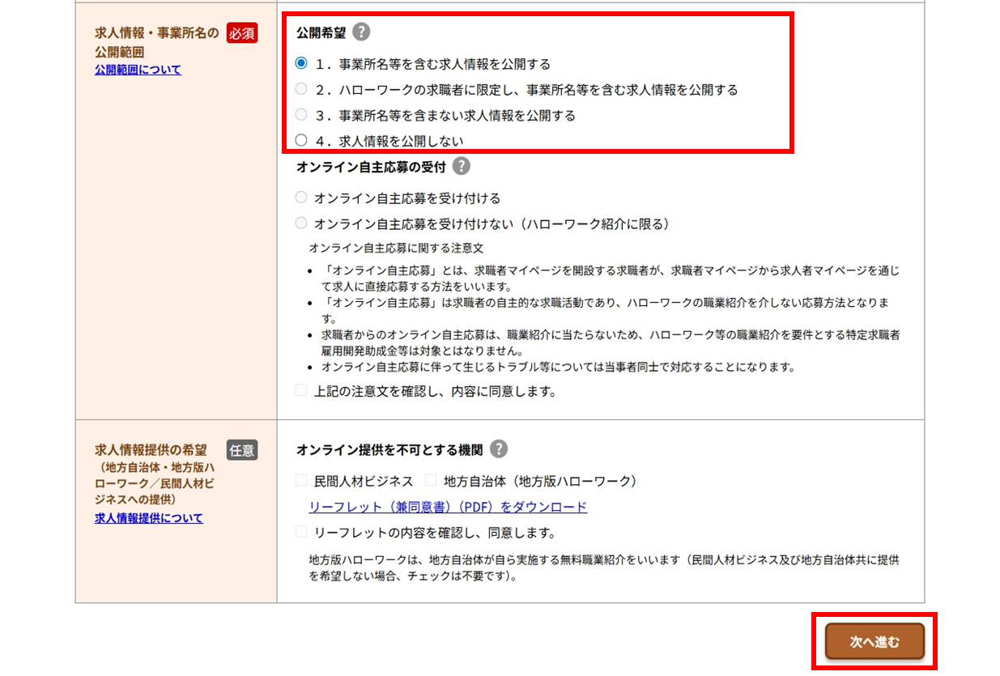 求人情報・事業所名の 必須
公開範囲
公開範囲について
公開希望 ?
1．事業所名等を含む求人情報を公開する
2．ハローワークの求職者に限定し、事業所名等を含む求人情報を公開する
3．事業所名等を含まない求人情報を公開する
4．求人情報を公開しない
オンライン自主応募の受付 ?
オンライン自主応募を受け付ける
オンライン自主応募を受け付けない（ハローワーク紹介に限る）
オンライン自主応募に関する注意文
• 「オンライン自主応募」とは、求職者マイページを開設する求職者が、求職者マイページから求人者マイページを通じ
て求人に直接応募する方法をいいます。
• 「オンライン自主応募」は求職者の自主的な求職活動であり、ハローワークの職業紹介を介しない応募方法となりま
す。
• 求職者からのオンライン自主応募は、職業紹介に当たらないため、ハローワーク等の職業紹介を要件とする特定求職者
雇用開発助成金等は対象とはなりません。
• オンライン自主応募に伴って生じるトラブル等については当事者同士で対応することになります。
上記の注意文を確認し、内容に同意します。
求人情報提供の希望 任意
（地方自治体・地方版ハ
ローワーク／民間人材ビ
ジネスへの提供）
求人情報提供について
オンライン提供を不可とする機関 ?
民間人材ビジネス 地方自治体（地方版ハローワーク）
リーフレット（兼同意書）（PDF）をダウンロード
リーフレットの内容を確認し、同意します。
地方版ハローワークは、地方自治体が自ら実施する無料職業紹介をいいます（民間人材ビジネス及び地方自治体共に提供
を希望しない場合、チェックは不要です）。
次へ進む